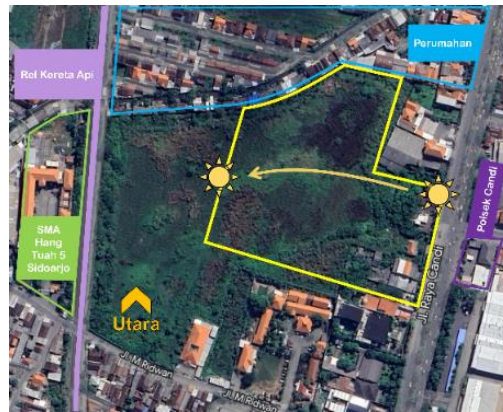 Perumahan
Rel Kereta Api
Polsek Candi
SMA
Hang
Tuah 5
Sidoarjo
JL Raya Candi
Utara
Jl. M Ridwan
Jl. M Ridwan